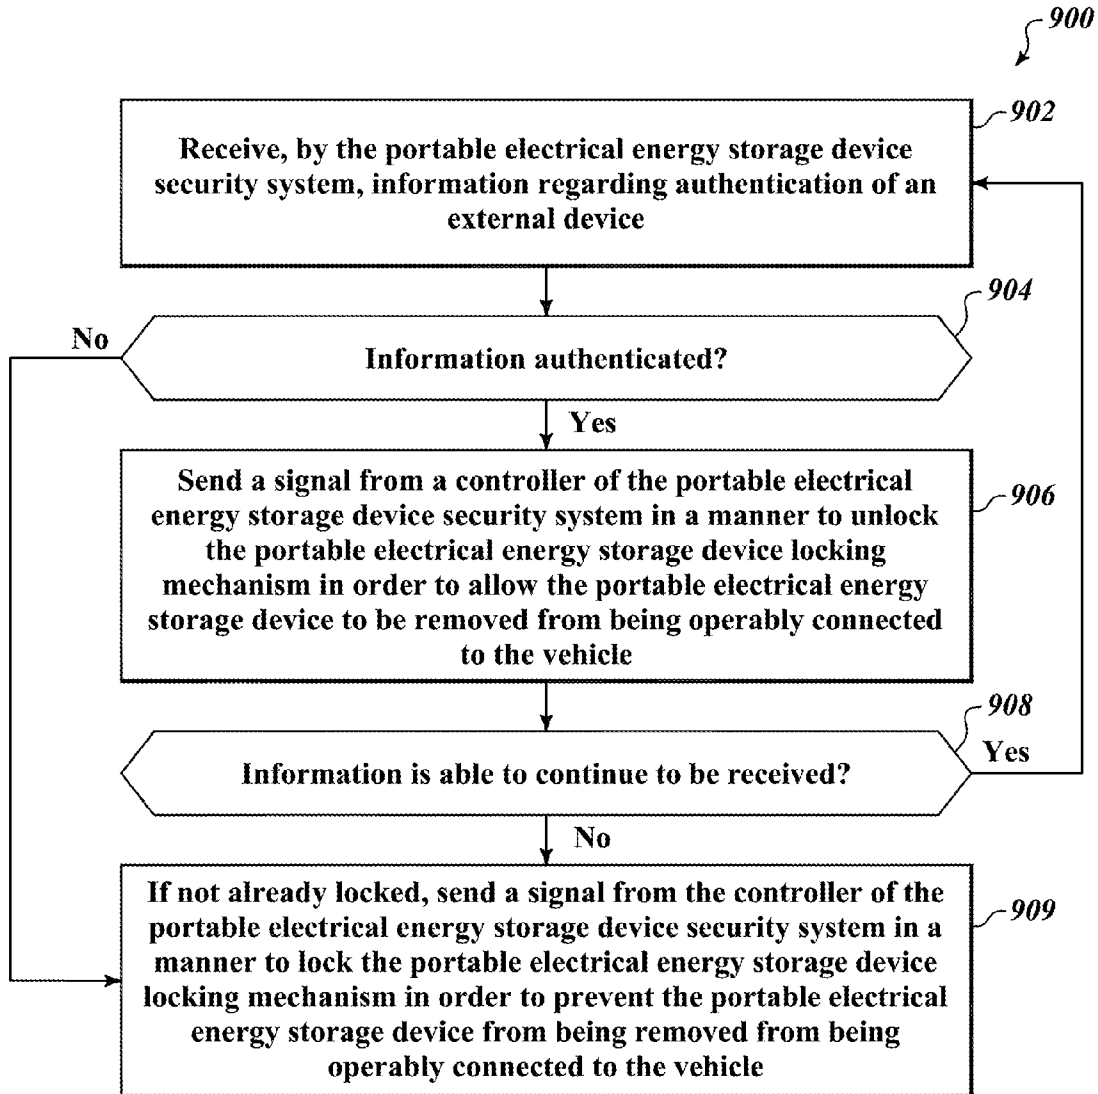 900
902
Receive, by the portable electrical energy storage device
security system, information regarding authentication of an
external device
904
No
Information authenticated?
Yes
906
Send a signal from a controller of the portable electrical
energy storage device security system in a manner to unlock
the portable electrical energy storage device locking
mechanism in order to allow the portable electrical energy
storage device to be removed from being operably connected
to the vehicle
908
Information is able to continue to be received?
Yes
No
909
If not already locked, send a signal from the controller of the
portable electrical energy storage device security system in a
manner to lock the portable electrical energy storage device
locking mechanism in order to prevent the portable electrical
energy storage device from being removed from being
operably connected to the vehicle